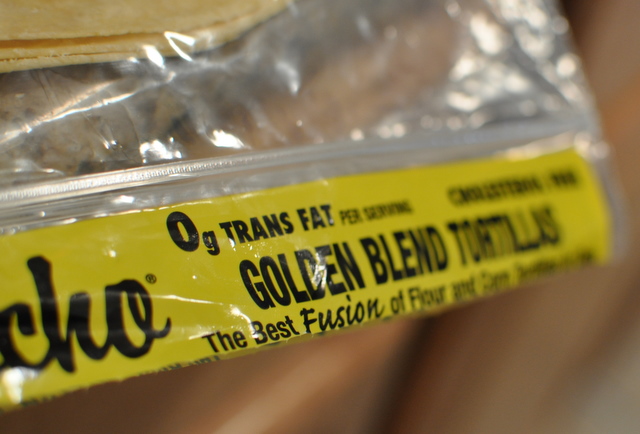 0g TRANS FAT PER SERVING CHOLESTEROL FREE
cho®
GOLDEN BLEND TORTILLAS
The Best Fusion of Flour and Corn